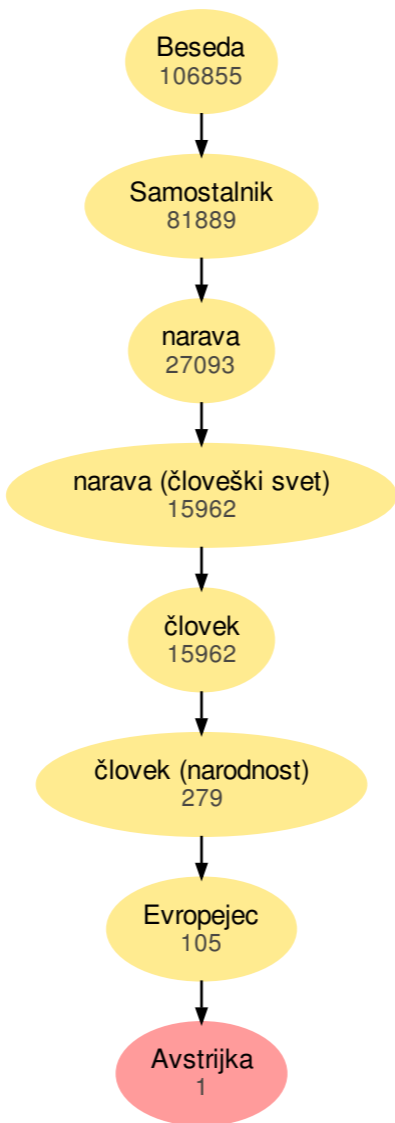 Beseda
106855
Samostalnik
81889
narava
27093
narava (človeški svet)
15962
človek
15962
človek (narodnost)
279
Evropejec
105
Avstrijka
1